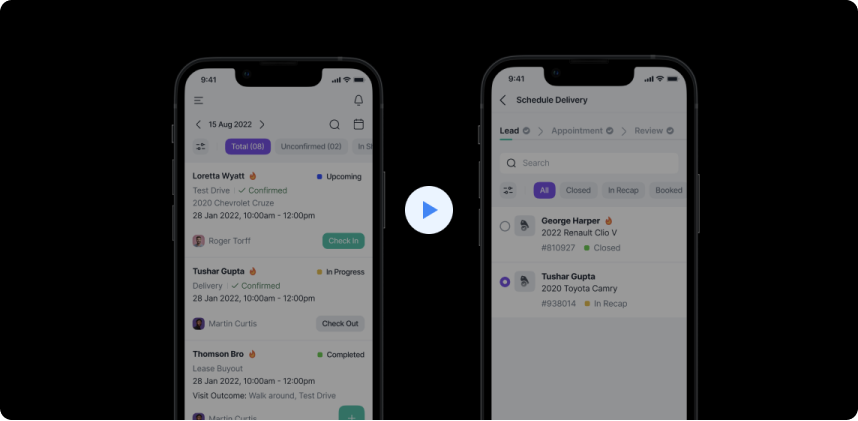 9:41
15 Aug 2022
Total (08) Unconfirmed (02)
Loretta Wyatt Upcoming
Test Drive Confirmed
2020 Chevrolet Cruze
28 Jan 2022, 10:00am - 12:00pm
Roger Torff Check In
Tushar Gupta In Progress
Delivery Confirmed
28 Jan 2022, 10:00am - 12:00pm
Martin Curtis Check Out
Thomson Bro Completed
Lease Buyout
28 Jan 2022, 10:00am - 12:00pm
Visit Outcome: Walk around, Test Drive
Martin Curtis
9:41
Schedule Delivery
Lead Appointment Review
Search
All Closed In Recap Booked
George Harper
2022 Renault Clio V
#810927 Closed
Tushar Gupta
2020 Toyota Camry
#938014 In Recap